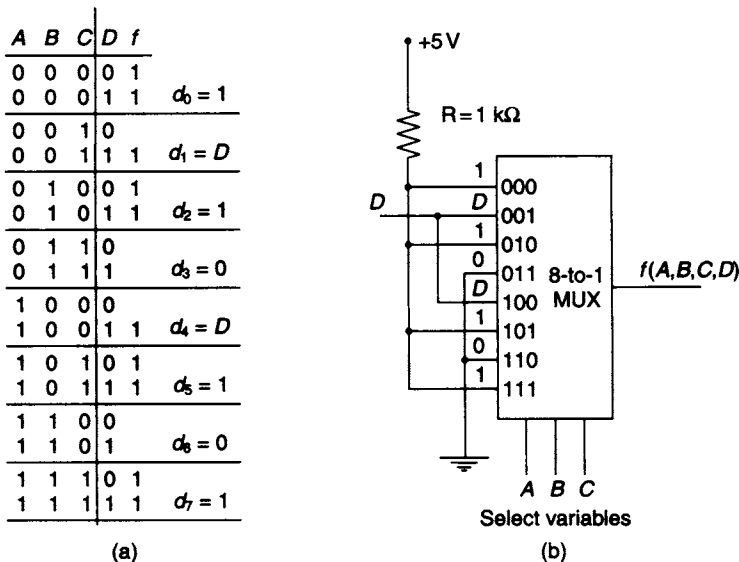 A B C D f
0 0 0 0 1
0 0 0 1 1 d₀ = 1
0 0 1 0
0 0 1 1 1 d₁ = D
0 1 0 0 1
0 1 0 1 1 d₂ = 1
0 1 1 0
0 1 1 1 d₃ = 0
1 0 0 0
1 0 0 1 1 d₄ = D
1 0 1 0 1
1 0 1 1 1 d₅ = 1
1 1 0 0
1 1 0 1 d₆ = 0
1 1 1 0 1
1 1 1 1 1 d₇ = 1
(a)
+5 V
R = 1 kΩ
1 000
D D 001
1 010
0 011
D 100
1 101
0 110
1 111
8-to-1
MUX
f(A,B,C,D)
A B C
Select variables
(b)